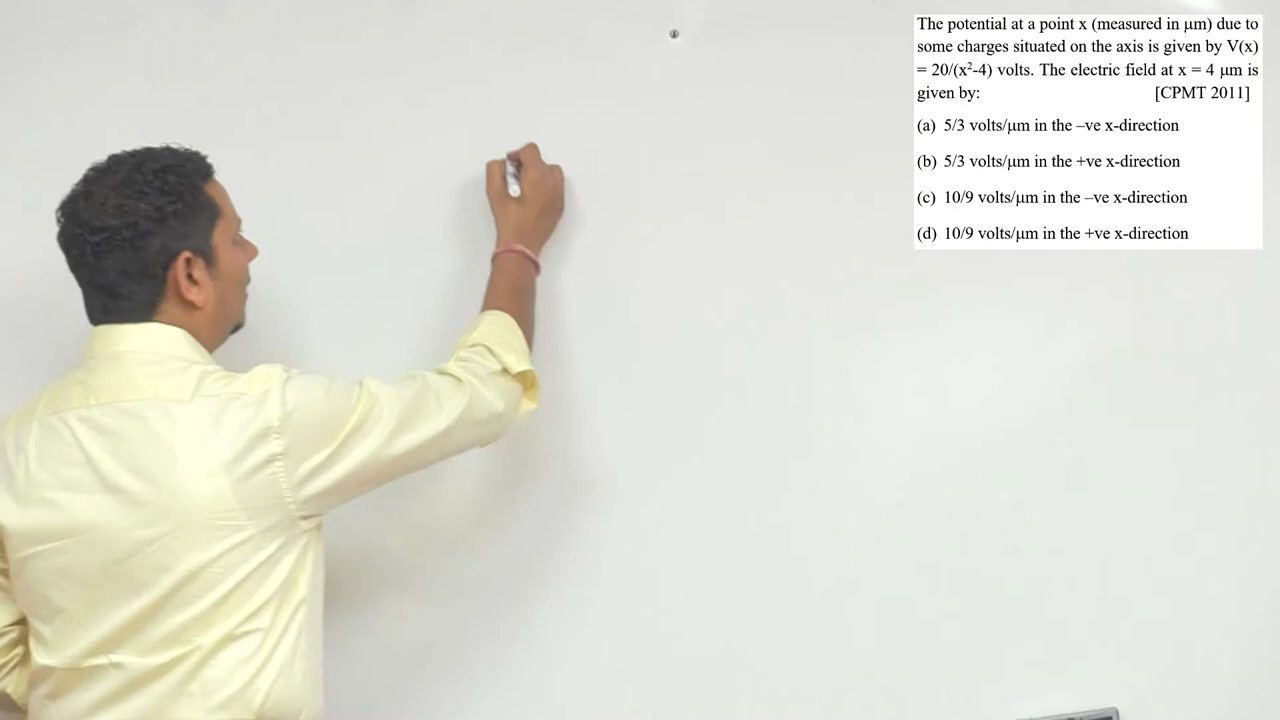 The potential at a point x (measured in μm) due to
some charges situated on the axis is given by V(x)
= 20/(x²-4) volts. The electric field at x = 4 μm is
given by: [CPMT 2011]
(a) 5/3 volts/μm in the –ve x-direction
(b) 5/3 volts/μm in the +ve x-direction
(c) 10/9 volts/μm in the –ve x-direction
(d) 10/9 volts/μm in the +ve x-direction